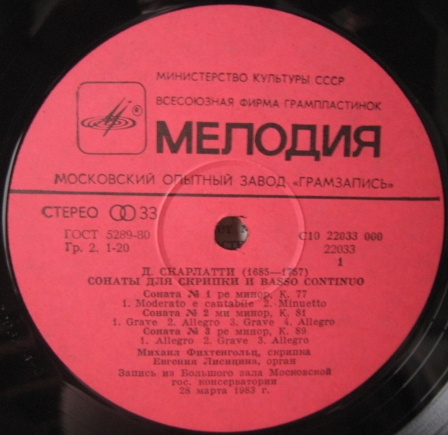 МИНИСТЕРСТВО КУЛЬТУРЫ СССР
ВСЕСОЮЗНАЯ ФИРМА ГРАМПЛАСТИНОК
МЕЛОДИЯ
МОСКОВСКИЙ ОПЫТНЫЙ ЗАВОД «ГРАМЗАПИСЬ»
СТЕРЕО 33
ГОСТ 5289-80
Гр. 2. 1-20
С10 22033 000
22033
1
Д. СКАРЛАТТИ (1685—1757)
СОНАТЫ ДЛЯ СКРИПКИ И BASSO CONTINUO
Соната № 1 ре минор, К. 77
1. Moderato e cantabile 2. Minuetto
Соната № 2 ми минор, К. 81
1. Grave 2. Allegro 3. Grave 4. Allegro
Соната № 3 ре минор, К. 89
1. Allegro 2. Grave 3. Allegro
Михаил Фихтенгольц, скрипка
Евгения Лисицина, орган
Запись из Большого зала Московской
гос. консерватории
28 марта 1983 г.